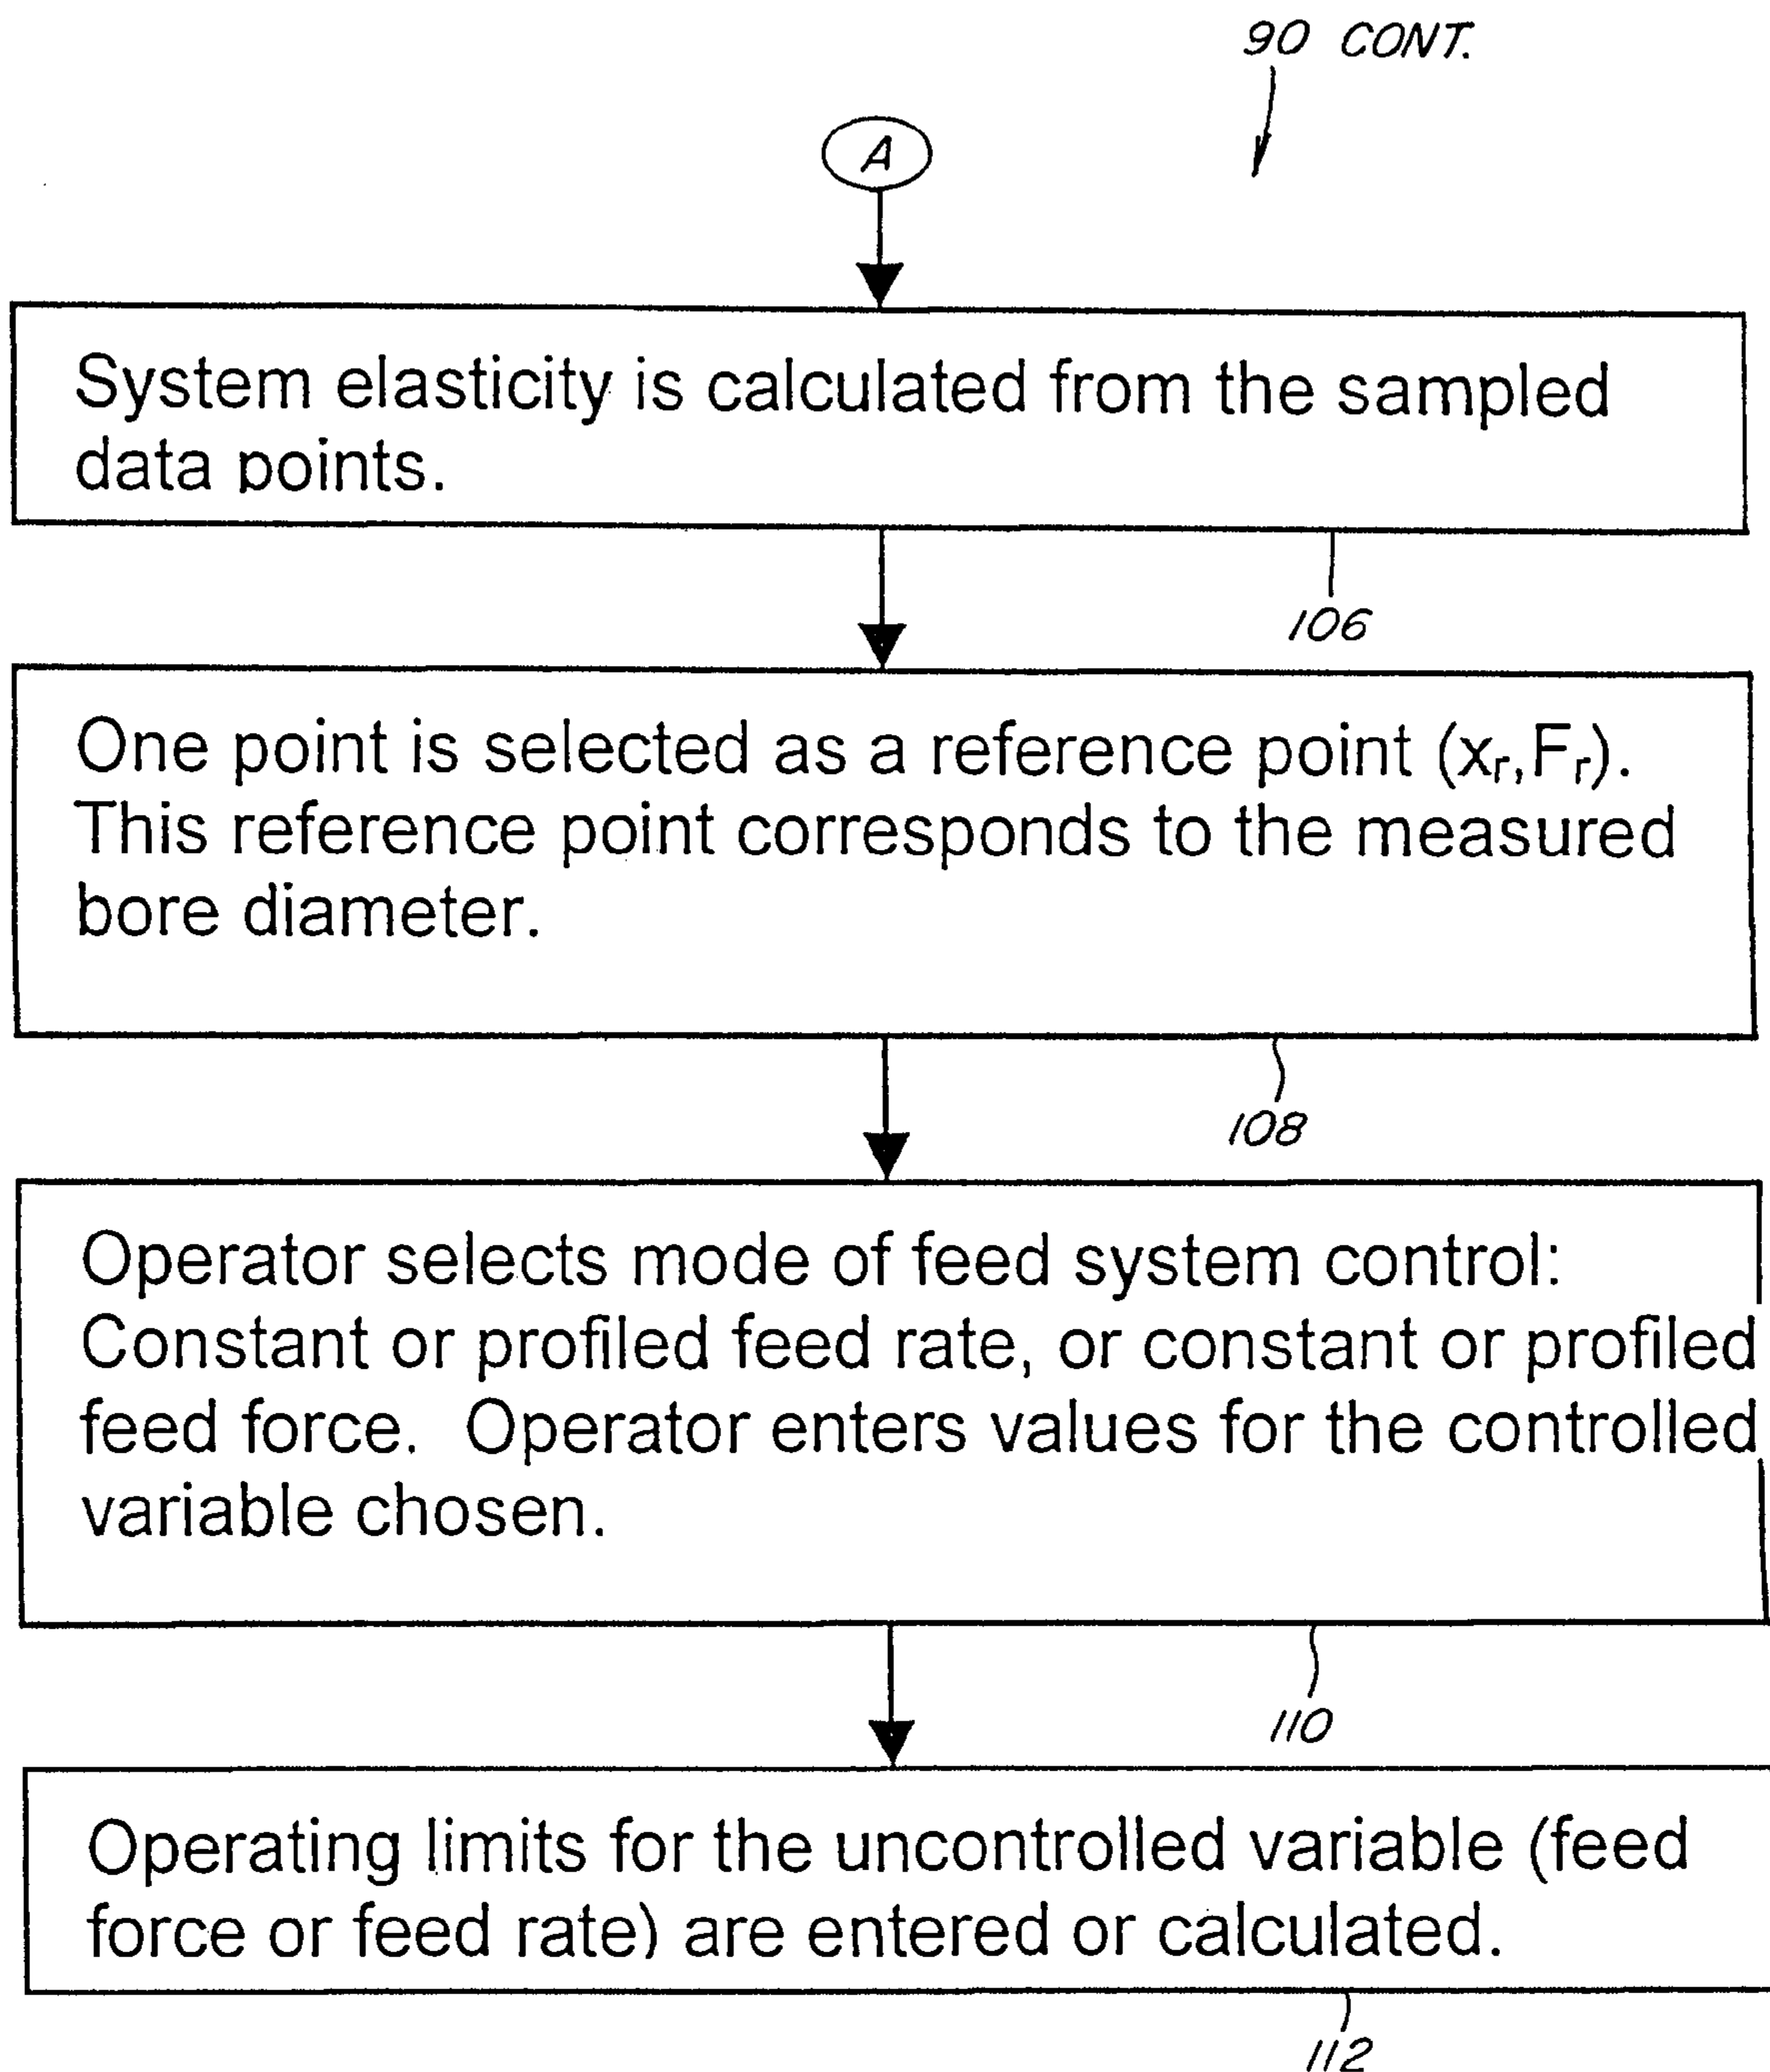 90 CONT.
A
System elasticity is calculated from the sampled
data points.
106
One point is selected as a reference point (xr,Fr).
This reference point corresponds to the measured
bore diameter.
108
Operator selects mode of feed system control:
Constant or profiled feed rate, or constant or profiled
feed force.  Operator enters values for the controlled
variable chosen.
110
Operating limits for the uncontrolled variable (feed
force or feed rate) are entered or calculated.
112